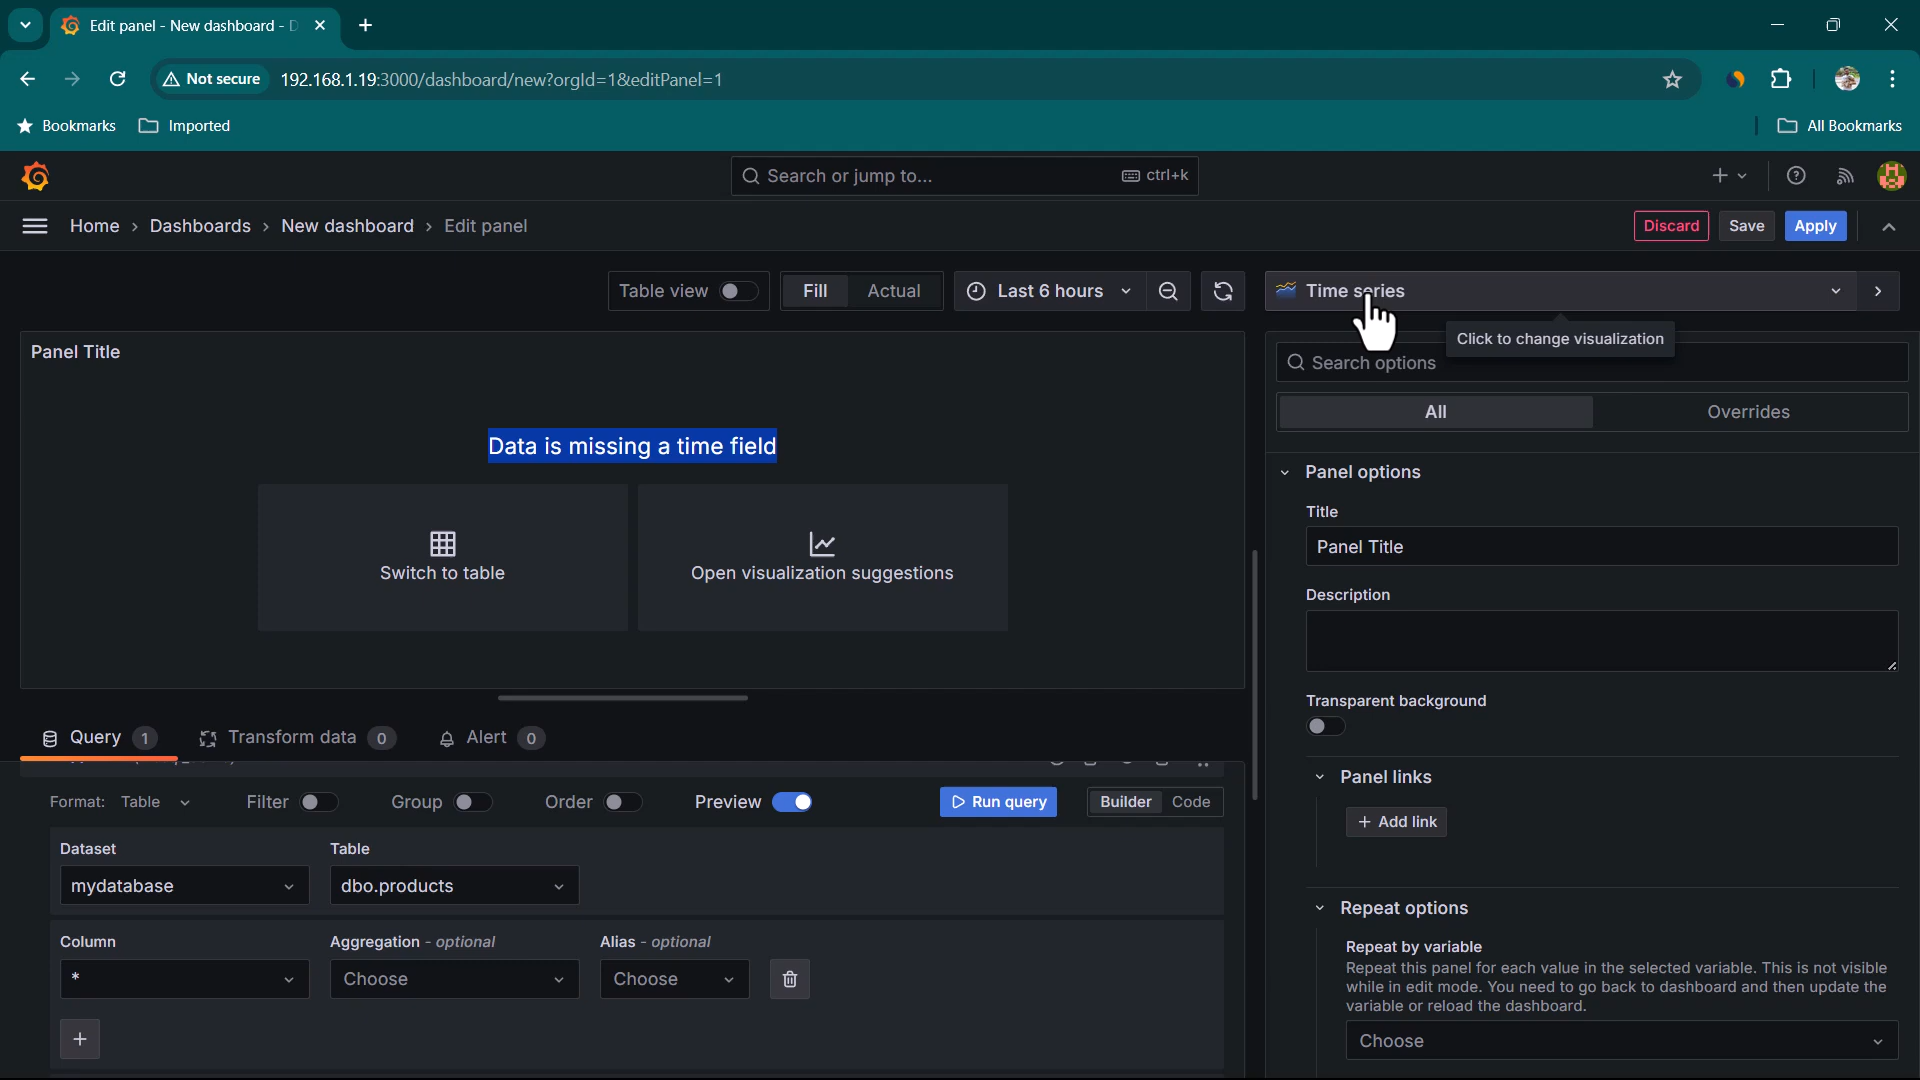 Edit panel - New dashboard - D
Not secure 192.168.1.19:3000/dashboard/new?orgId=1&editPanel=1
Bookmarks Imported All Bookmarks
Search or jump to... ctrl+k
Home › Dashboards › New dashboard › Edit panel Discard Save Apply
Table view Fill Actual Last 6 hours Time series
Click to change visualization
Panel Title
Search options
All Overrides
Data is missing a time field
Switch to table Open visualization suggestions
Panel options
Title
Panel Title
Description
Transparent background
Panel links
+ Add link
Repeat options
Repeat by variable
Repeat this panel for each value in the selected variable. This is not visible
while in edit mode. You need to go back to dashboard and then update the
variable or reload the dashboard.
Choose
Query 1 Transform data 0 Alert 0
Format: Table Filter Group Order Preview Run query Builder Code
Dataset Table
mydatabase dbo.products
Column Aggregation - optional Alias - optional
* Choose Choose
+